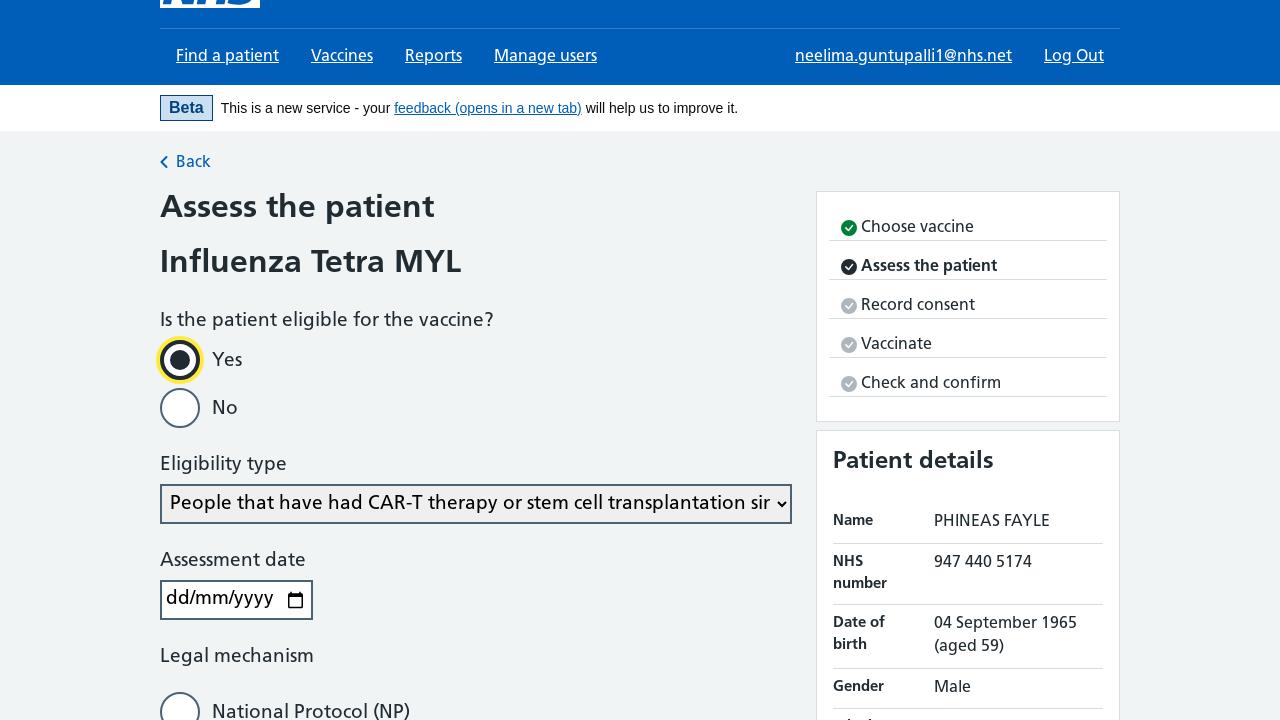 NHS
Find a patient
Vaccines
Reports
Manage users
neelima.guntupalli1@nhs.net
Log Out
Beta
This is a new service - your feedback (opens in a new tab) will help us to improve it.
Back
Assess the patient
Influenza Tetra MYL
Is the patient eligible for the vaccine?
Yes
No
Eligibility type
People that have had CAR-T therapy or stem cell transplantation sir
Assessment date
dd/mm/yyyy
Legal mechanism
National Protocol (NP)
Choose vaccine
Assess the patient
Record consent
Vaccinate
Check and confirm
Patient details
Name
PHINEAS FAYLE
NHS
number
947 440 5174
Date of
birth
04 September 1965
(aged 59)
Gender
Male